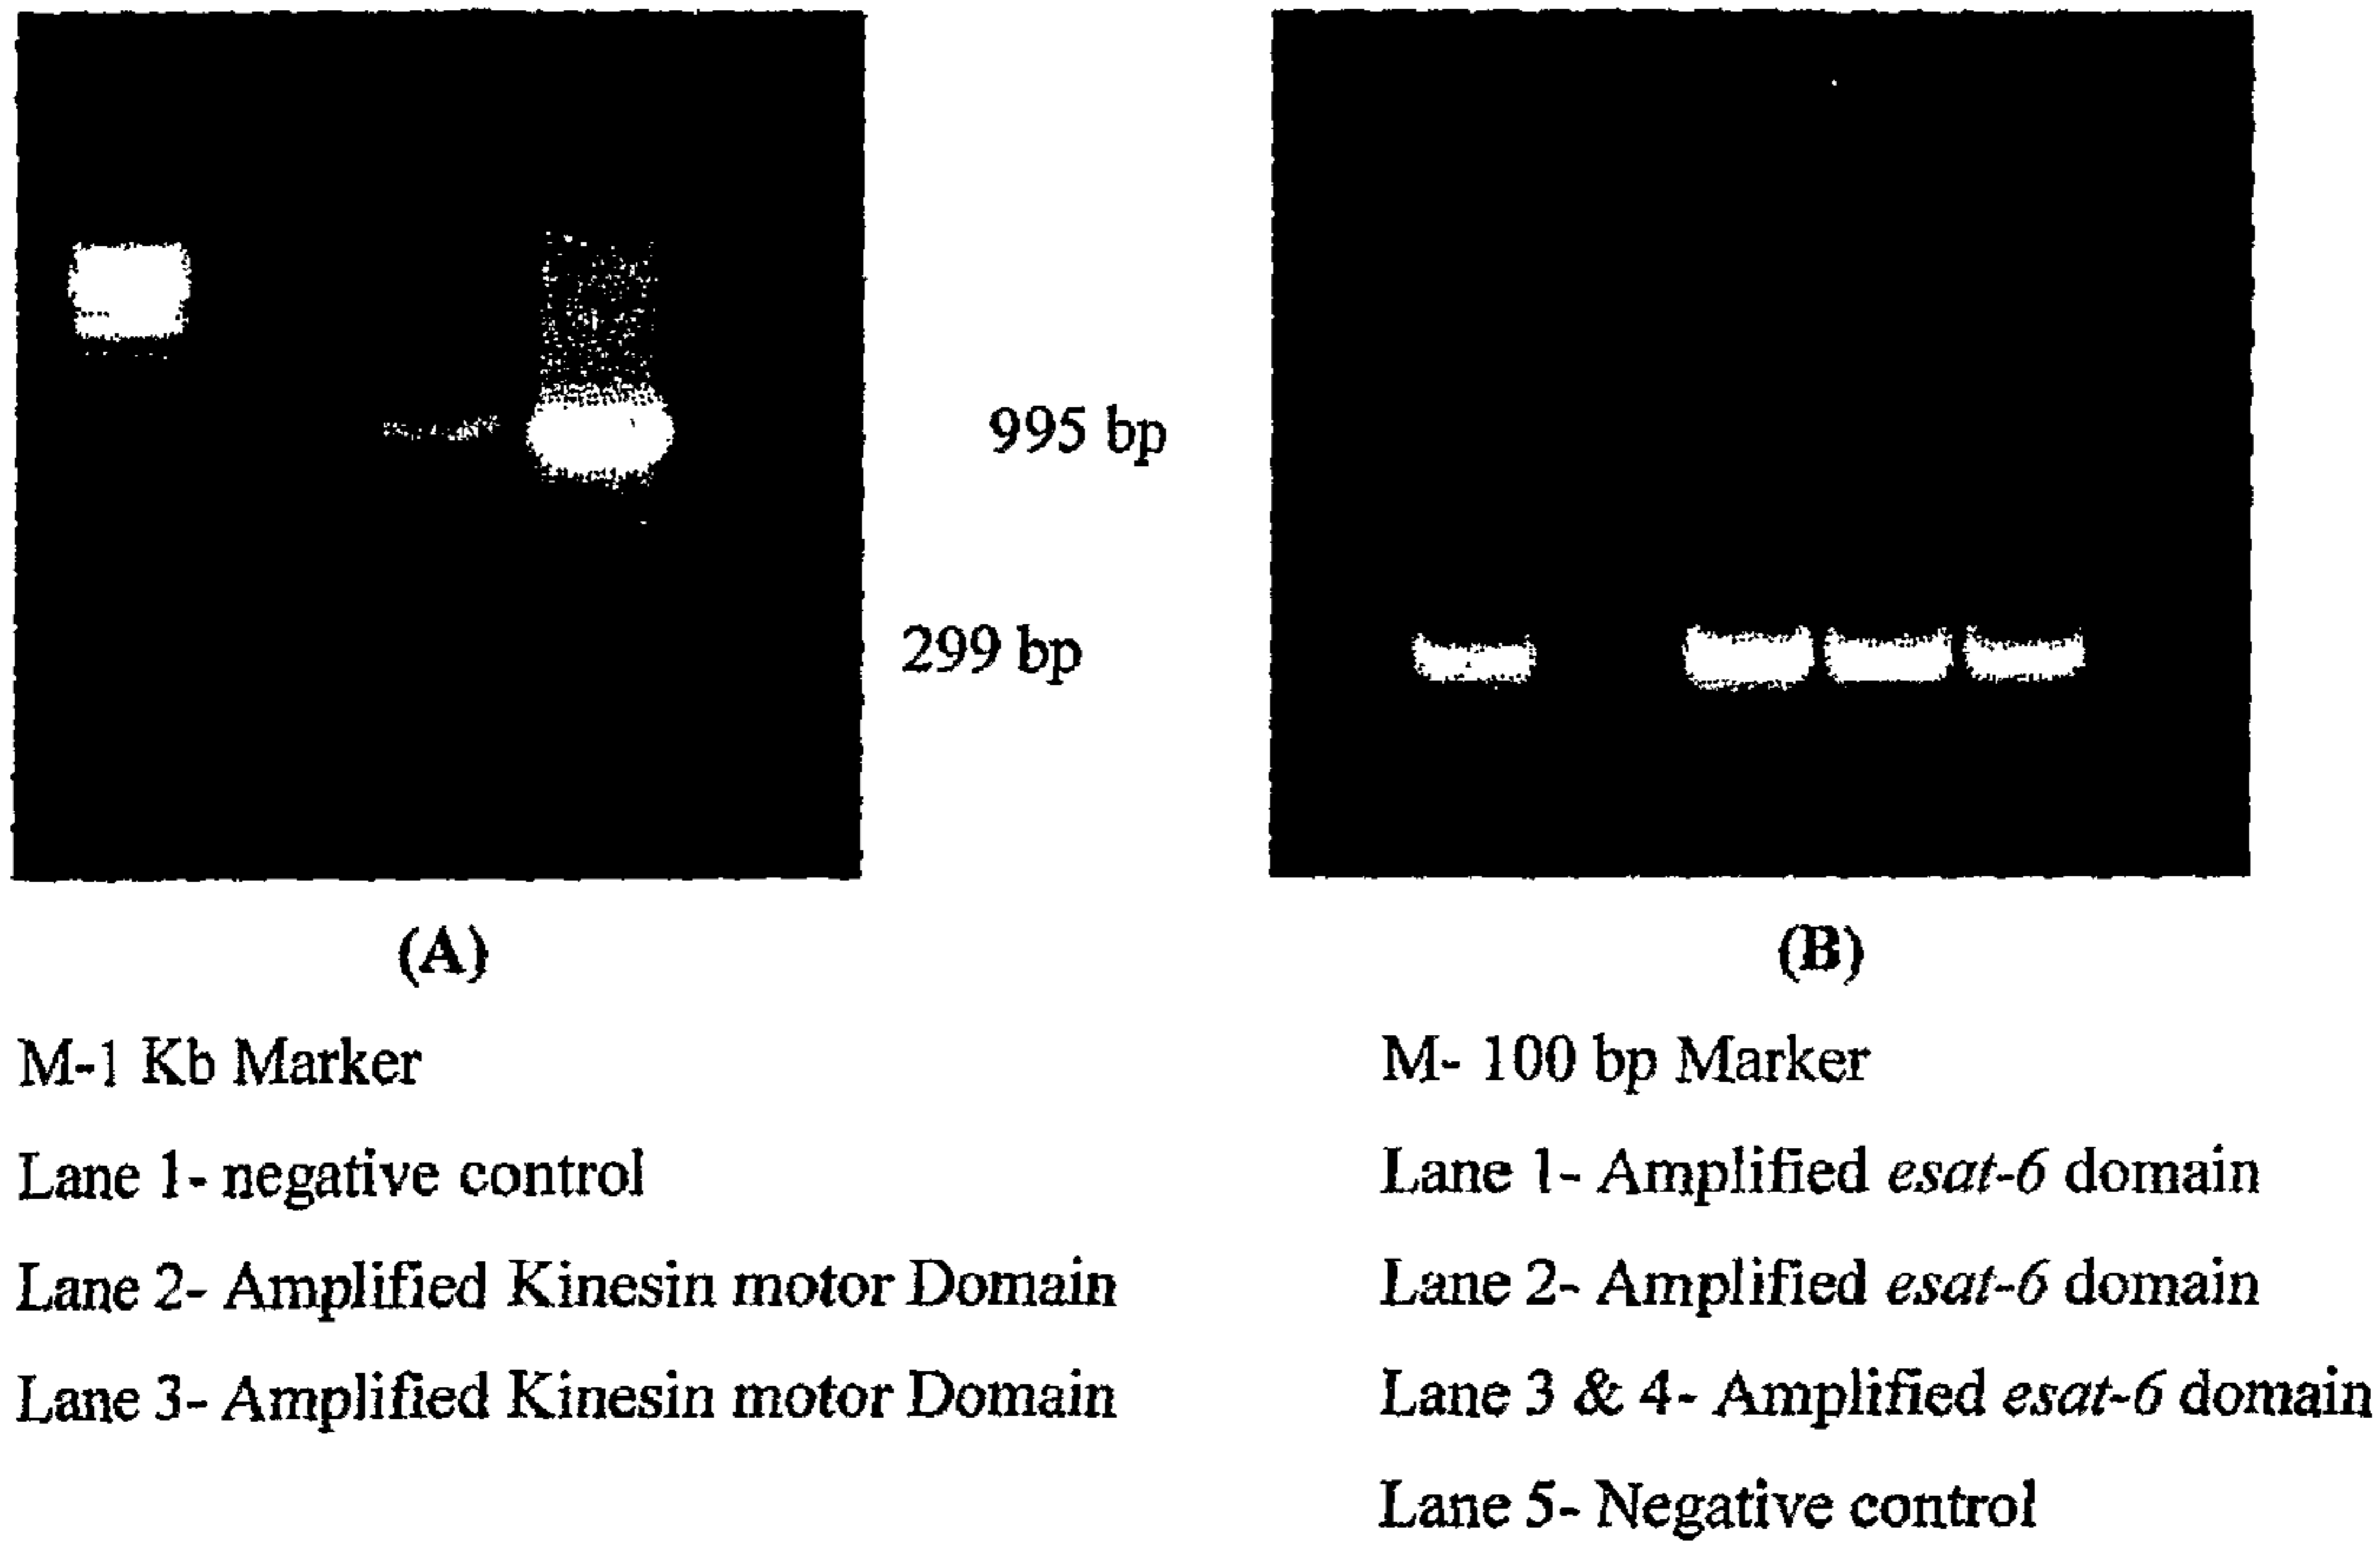 995 bp
299 bp
(A)
M-1 Kb Marker
Lane 1- negative control
Lane 2- Amplified Kinesin motor Domain
Lane 3- Amplified Kinesin motor Domain
(B)
M- 100 bp Marker
Lane 1- Amplified esat-6 domain
Lane 2- Amplified esat-6 domain
Lane 3 & 4- Amplified esat-6 domain
Lane 5- Negative control